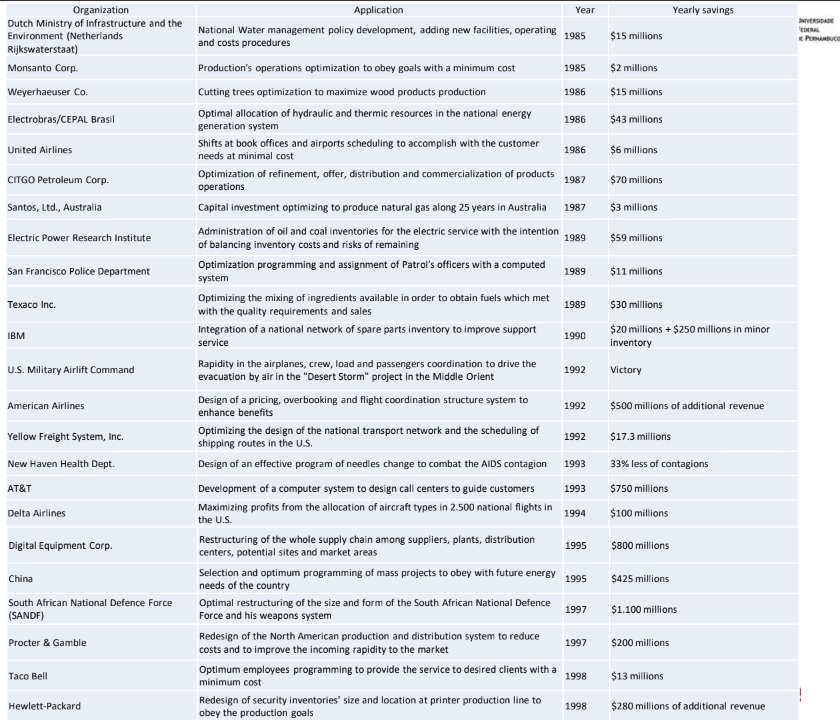 Organization Application Year Yearly savings
Dutch Ministry of Infrastructure and the
Environment (Netherlands
Rijkswaterstaat)
National Water management policy development, adding new facilities, operating
and costs procedures
1985 $15 millions
Monsanto Corp. Production's operations optimization to obey goals with a minimum cost 1985 $2 millions
Weyerhaeuser Co. Cutting trees optimization to maximize wood products production 1986 $15 millions
Electrobras/CEPAL Brasil
Optimal allocation of hydraulic and thermic resources in the national energy
generation system
1986 $43 millions
United Airlines
Shifts at book offices and airports scheduling to accomplish with the customer
needs at minimal cost
1986 $6 millions
CITGO Petroleum Corp.
Optimization of refinement, offer, distribution and commercialization of products
operations
1987 $70 millions
Santos, Ltd., Australia Capital investment optimizing to produce natural gas along 25 years in Australia 1987 $3 millions
Electric Power Research Institute
Administration of oil and coal inventories for the electric service with the intention
of balancing inventory costs and risks of remaining
1989 $59 millions
San Francisco Police Department
Optimization programming and assignment of Patrol's officers with a computed
system
1989 $11 millions
Texaco Inc.
Optimizing the mixing of ingredients available in order to obtain fuels which met
with the quality requirements and sales
1989 $30 millions
IBM
Integration of a national network of spare parts inventory to improve support
service
1990
$20 millions + $250 millions in minor
inventory
U.S. Military Airlift Command
Rapidity in the airplanes, crew, load and passengers coordination to drive the
evacuation by air in the "Desert Storm" project in the Middle Orient
1992 Victory
American Airlines
Design of a pricing, overbooking and flight coordination structure system to
enhance benefits
1992 $500 millions of additional revenue
Yellow Freight System, Inc.
Optimizing the design of the national transport network and the scheduling of
shipping routes in the U.S.
1992 $17.3 millions
New Haven Health Dept. Design of an effective program of needles change to combat the AIDS contagion 1993 33% less of contagions
AT&T Development of a computer system to design call centers to guide customers 1993 $750 millions
Delta Airlines
Maximizing profits from the allocation of aircraft types in 2.500 national flights in
the U.S.
1994 $100 millions
Digital Equipment Corp.
Restructuring of the whole supply chain among suppliers, plants, distribution
centers, potential sites and market areas
1995 $800 millions
China
Selection and optimum programming of mass projects to obey with future energy
needs of the country
1995 $425 millions
South African National Defence Force
(SANDF)
Optimal restructuring of the size and form of the South African National Defence
Force and his weapons system
1997 $1.100 millions
Procter & Gamble
Redesign of the North American production and distribution system to reduce
costs and to improve the incoming rapidity to the market
1997 $200 millions
Taco Bell
Optimum employees programming to provide the service to desired clients with a
minimum cost
1998 $13 millions
Hewlett-Packard
Redesign of security inventories' size and location at printer production line to
obey the production goals
1998 $280 millions of additional revenue
UNIVERSIDADE
FEDERAL
DE PERNAMBUCO